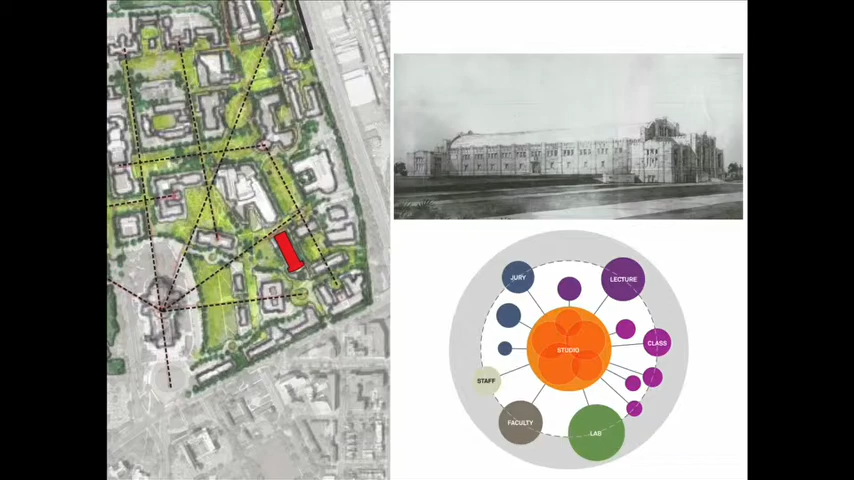 JURY
LECTURE
STUDIO
CLASS
STAFF
FACULTY
LAB